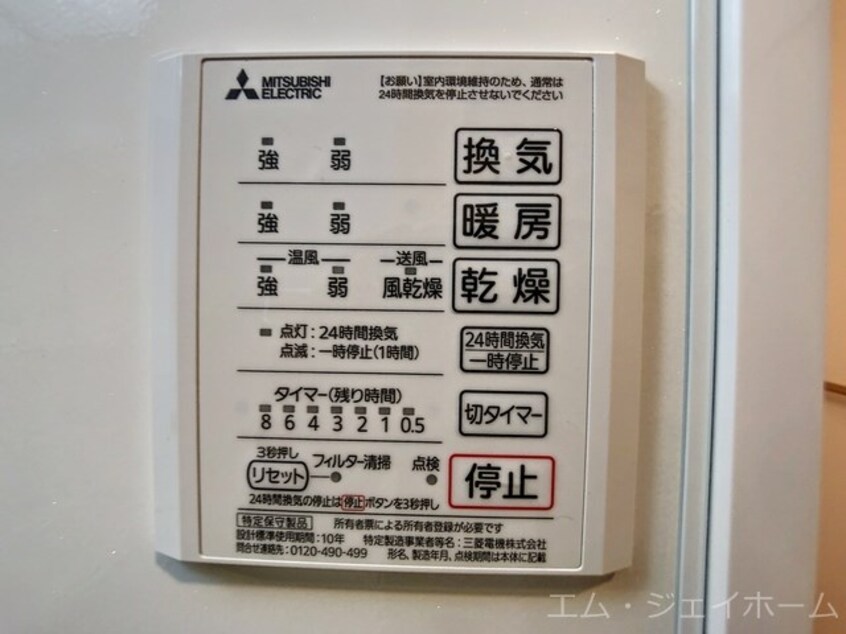 MITSUBISHI
ELECTRIC
【お願い】室内環境維持のため、通常は
24時間換気を停止させないでください
強 弱 換気
強 弱 暖房
温風 送風
強 弱 風乾燥 乾燥
点灯:24時間換気
点滅:一時停止(1時間)
24時間換気
一時停止
タイマー(残り時間)
8 6 4 3 2 1 0.5
切タイマー
3秒押し
リセット フィルター清掃 点検
停止
24時間換気の停止は停止ボタンを3秒押し
特定保守製品 所有者票による所有者登録が必要です
設計標準使用期間:10年 特定製造事業者等名:三菱電機株式会社
問合せ連絡先:0120-490-499 形名、製造年月、点検期間は本体に記載
エム・ジェイホーム